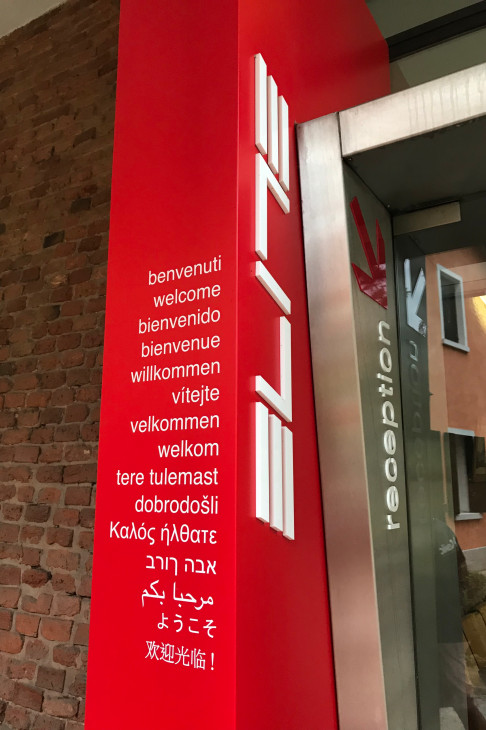 benvenuti
welcome
bienvenido
bienvenue
willkommen
vítejte
velkommen
welkom
tere tulemast
dobrodošli
Καλός ήλθατε
אבה ךורב
مرحبا بكم
ようこそ
欢迎光临！
reception